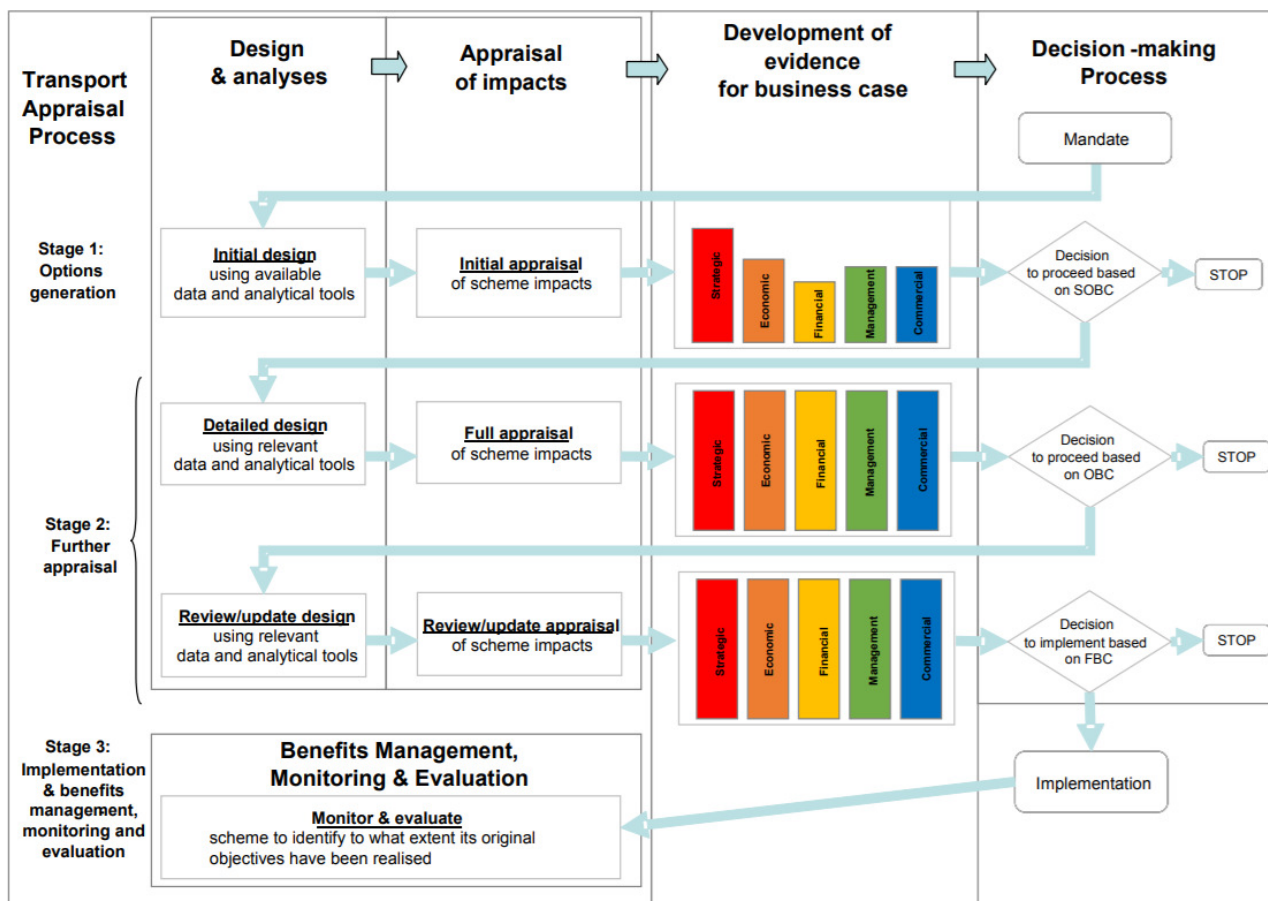 Transport
Appraisal
Process
Design
& analyses
Appraisal
of impacts
Development of
evidence
for business case
Decision -making
Process
Mandate
Stage 1:
Options
generation
Initial design
using available
data and analytical tools
Initial appraisal
of scheme impacts
Strategic
Economic
Financial
Management
Commercial
Decision
to proceed based
on SOBC
STOP
Stage 2:
Further
appraisal
Detailed design
using relevant
data and analytical tools
Full appraisal
of scheme impacts
Strategic
Economic
Financial
Management
Commercial
Decision
to proceed based
on OBC
STOP
Review/update design
using relevant
data and analytical tools
Review/update appraisal
of scheme impacts
Strategic
Economic
Financial
Management
Commercial
Decision
to implement based
on FBC
STOP
Stage 3:
Implementation
& benefits
management,
monitoring and
evaluation
Benefits Management,
Monitoring & Evaluation
Monitor & evaluate
scheme to identify to what extent its original
objectives have been realised
Implementation